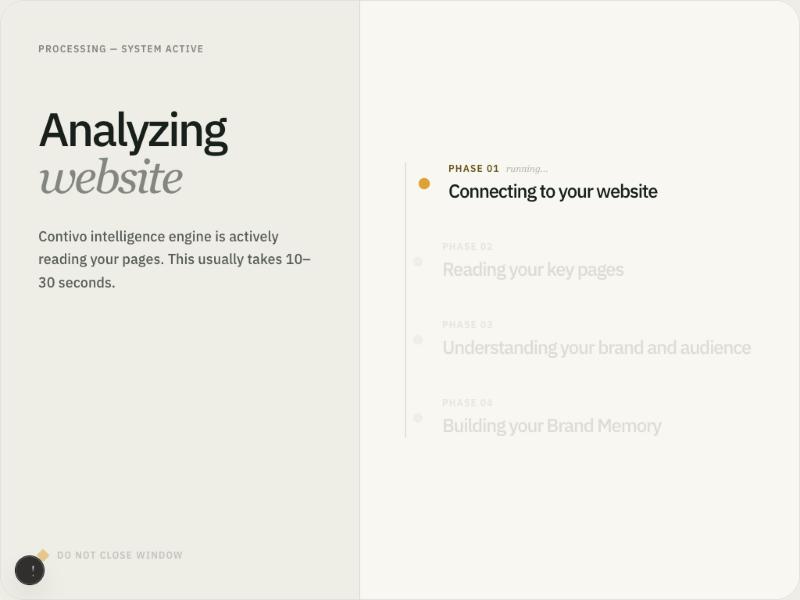 PROCESSING — SYSTEM ACTIVE
Analyzing
website
Contivo intelligence engine is actively
reading your pages. This usually takes 10–
30 seconds.
DO NOT CLOSE WINDOW
!
PHASE 01 running...
Connecting to your website
PHASE 02
Reading your key pages
PHASE 03
Understanding your brand and audience
PHASE 04
Building your Brand Memory